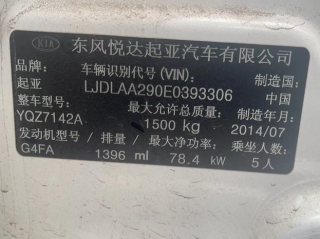 KIA 东风悦达起亚汽车有限公司
车辆识别代号(VIN): 制造国:
起亚 LJDLAA290E0393306 中国
整车型号: 最大允许总质量: 制造年月:
YQZ7142A 1500 kg 2014/07
发动机型号 / 排量 / 最大净功率: 乘坐人数:
G4FA 1396 ml 78.4 kW 5人